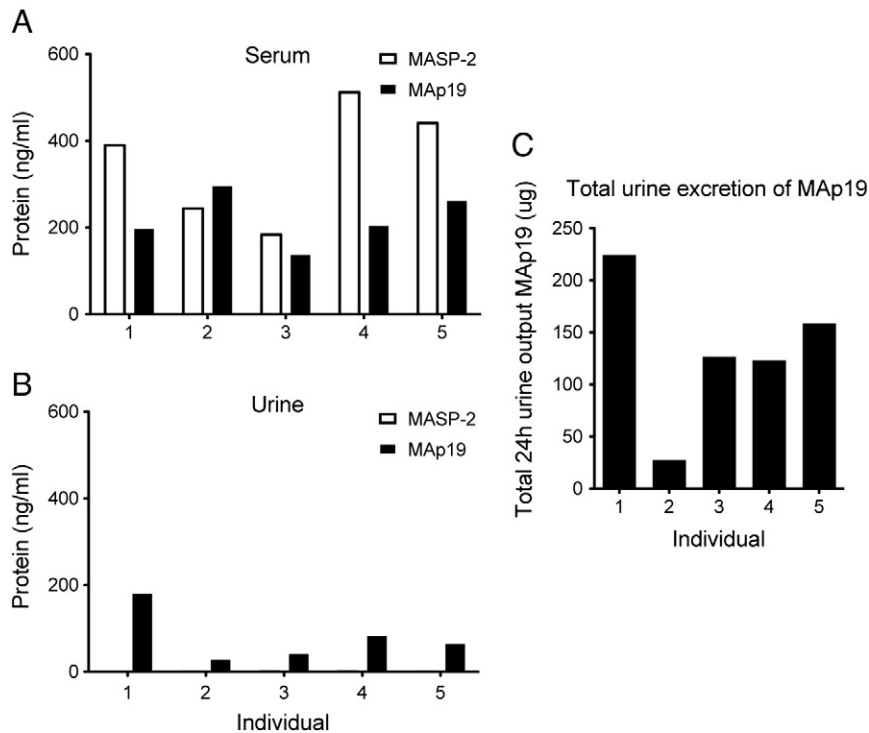 A
Serum
MASP-2
MAp19
Protein (ng/ml)
600
400
200
0
1 2 3 4 5
B
Urine
MASP-2
MAp19
Protein (ng/ml)
600
400
200
0
1 2 3 4 5
Individual
C
Total urine excretion of MAp19
Total 24h urine output MAp19 (ug)
250
200
150
100
50
0
1 2 3 4 5
Individual